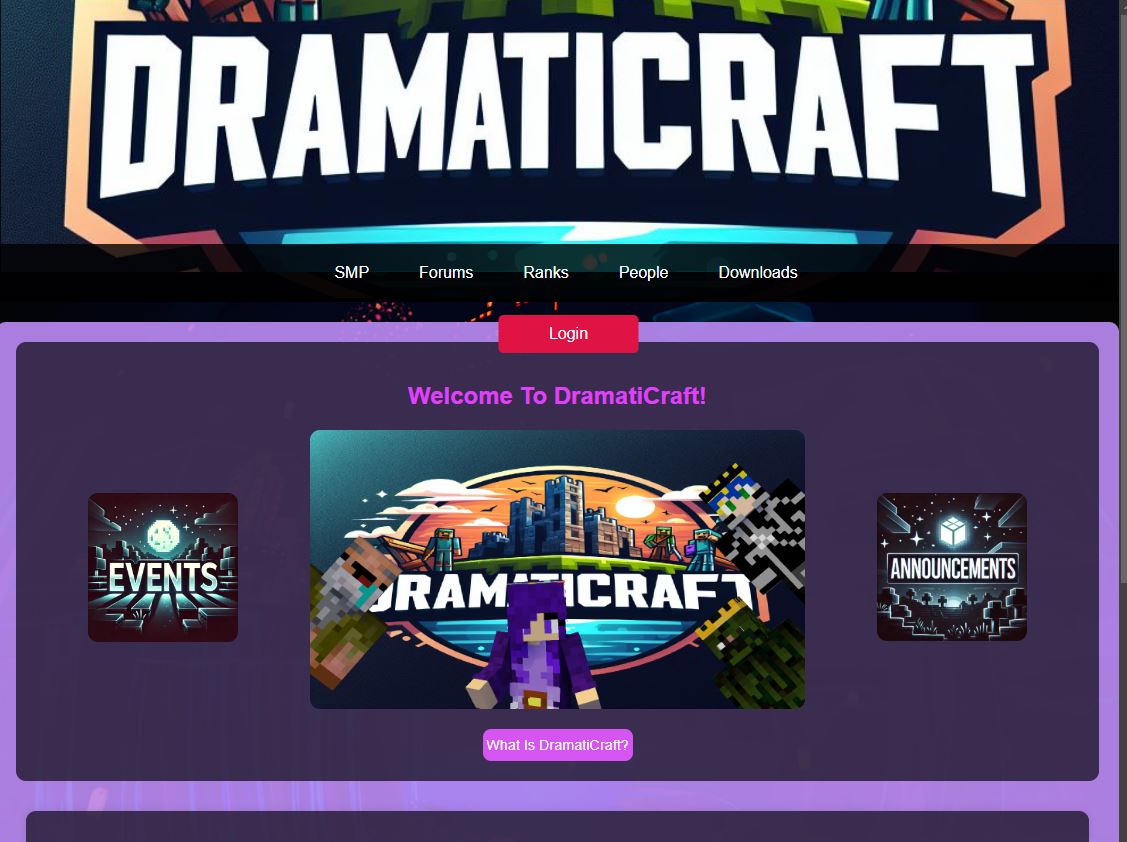 DRAMATICRAFT
SMP Forums Ranks People Downloads
Login
Welcome To DramatiCraft!
DRAMATICRAFT
EVENTS
ANNOUNCEMENTS
What Is DramatiCraft?